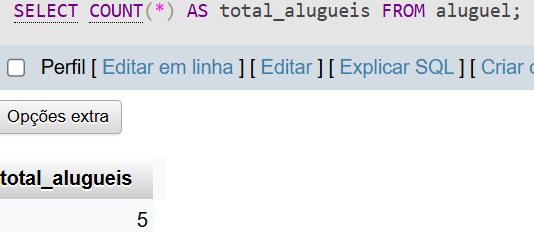 SELECT COUNT(*) AS total_alugueis FROM aluguel;
Perfil [ Editar em linha ] [ Editar ] [ Explicar SQL ] [ Criar
Opções extra
total_alugueis
5